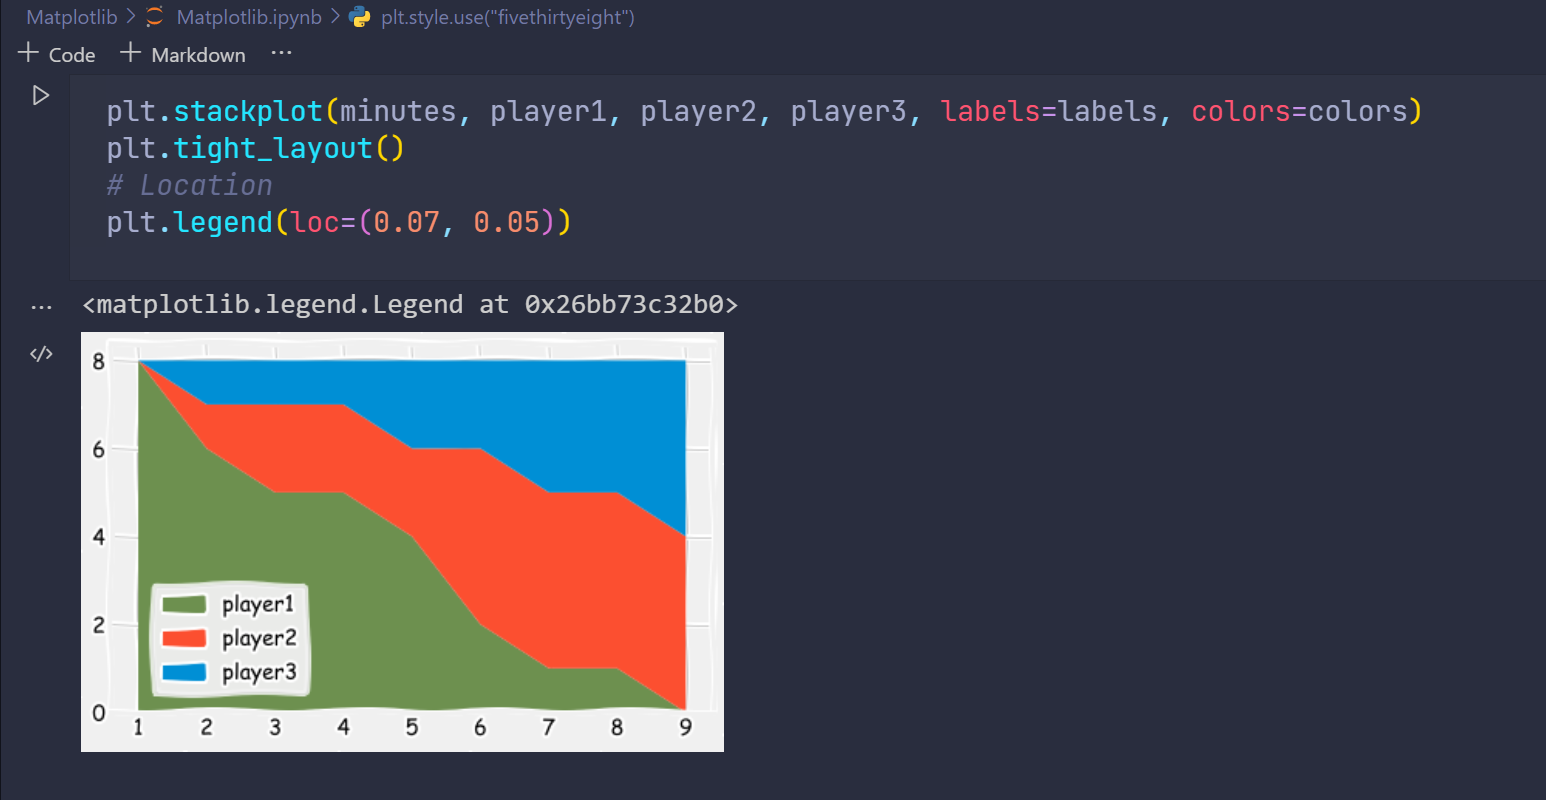 Matplotlib > Matplotlib.ipynb > plt.style.use("fivethirtyeight")
+ Code + Markdown ...
plt.stackplot(minutes, player1, player2, player3, labels=labels, colors=colors)
plt.tight_layout()
# Location
plt.legend(loc=(0.07, 0.05))
... <matplotlib.legend.Legend at 0x26bb73c32b0>
</>
8
6
4
2
0
player1
player2
player3
1 2 3 4 5 6 7 8 9